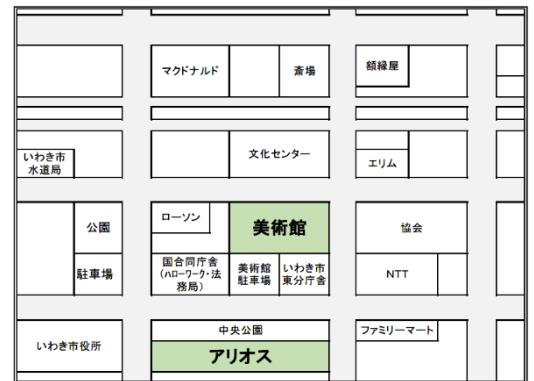 マクドナルド
斎場
額縁屋
いわき市
水道局
文化センター
エリム
公園
ローソン
美術館
協会
駐車場
国合同庁舎
(ハローワーク・法
務局)
美術館
駐車場
いわき市
東分庁舎
NTT
いわき市役所
中央公園
アリオス
ファミリーマート